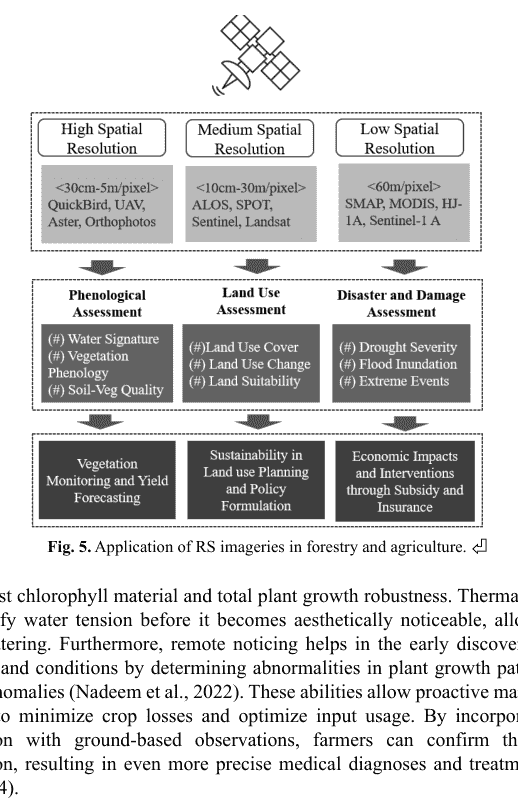 High Spatial
Resolution
Medium Spatial
Resolution
Low Spatial
Resolution
<30cm-5m/pixel>
QuickBird, UAV,
Aster, Orthophotos
<10cm-30m/pixel>
ALOS, SPOT,
Sentinel, Landsat
<60m/pixel>
SMAP, MODIS, HJ-
1A, Sentinel-1 A
Phenological
Assessment
(#) Water Signature
(#) Vegetation
Phenology
(#) Soil-Veg Quality
Land Use
Assessment
(#)Land Use Cover
(#) Land Use Change
(#) Land Suitability
Disaster and Damage
Assessment
(#) Drought Severity
(#) Flood Inundation
(#) Extreme Events
Vegetation
Monitoring and Yield
Forecasting
Sustainability in
Land use Planning
and Policy
Formulation
Economic Impacts
and Interventions
through Subsidy and
Insurance
Fig. 5. Application of RS imageries in forestry and agriculture.
st chlorophyll material and total plant growth robustness. Therma
fy water tension before it becomes aesthetically noticeable, allo
tering. Furthermore, remote noticing helps in the early discover
and conditions by determining abnormalities in plant growth pat
nomalies (Nadeem et al., 2022). These abilities allow proactive ma
to minimize crop losses and optimize input usage. By incorpor
on with ground-based observations, farmers can confirm th
on, resulting in even more precise medical diagnoses and treatm
4).